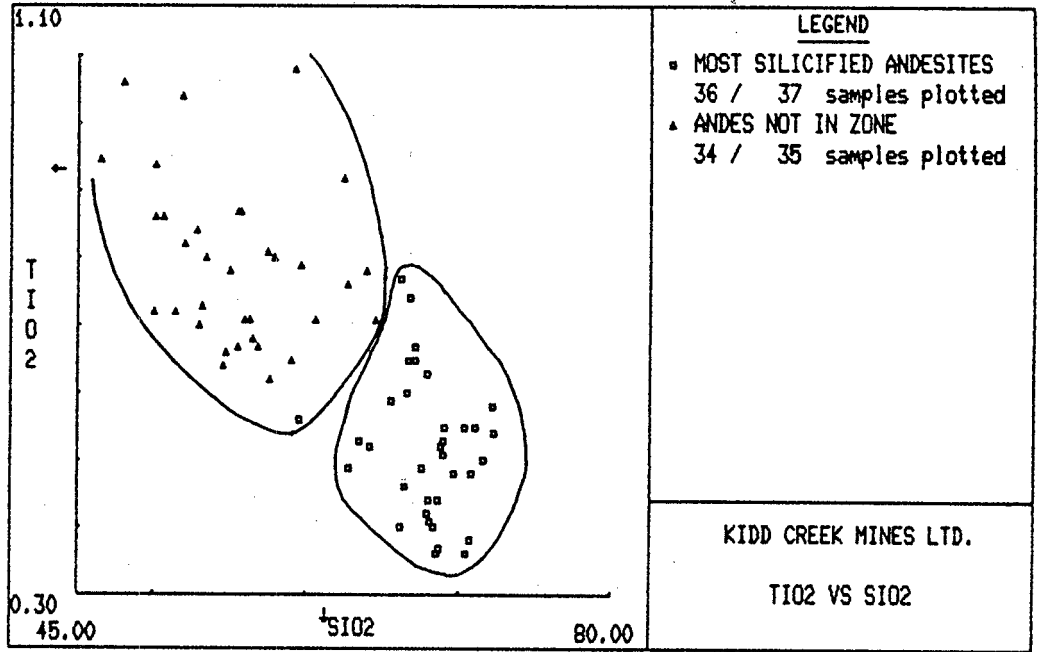 1.10
TIO2
0.30
45.00
SIO2
80.00
LEGEND
MOST SILICIFIED ANDESITES
36 / 37 samples plotted
ANDES NOT IN ZONE
34 / 35 samples plotted
KIDD CREEK MINES LTD.
TIO2 VS SIO2